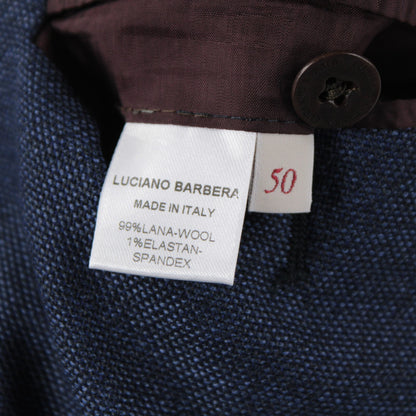 LUCIANO BARBERA
MADE IN ITALY
99%LANA-WOOL
1%ELASTAN-
SPANDEX
50